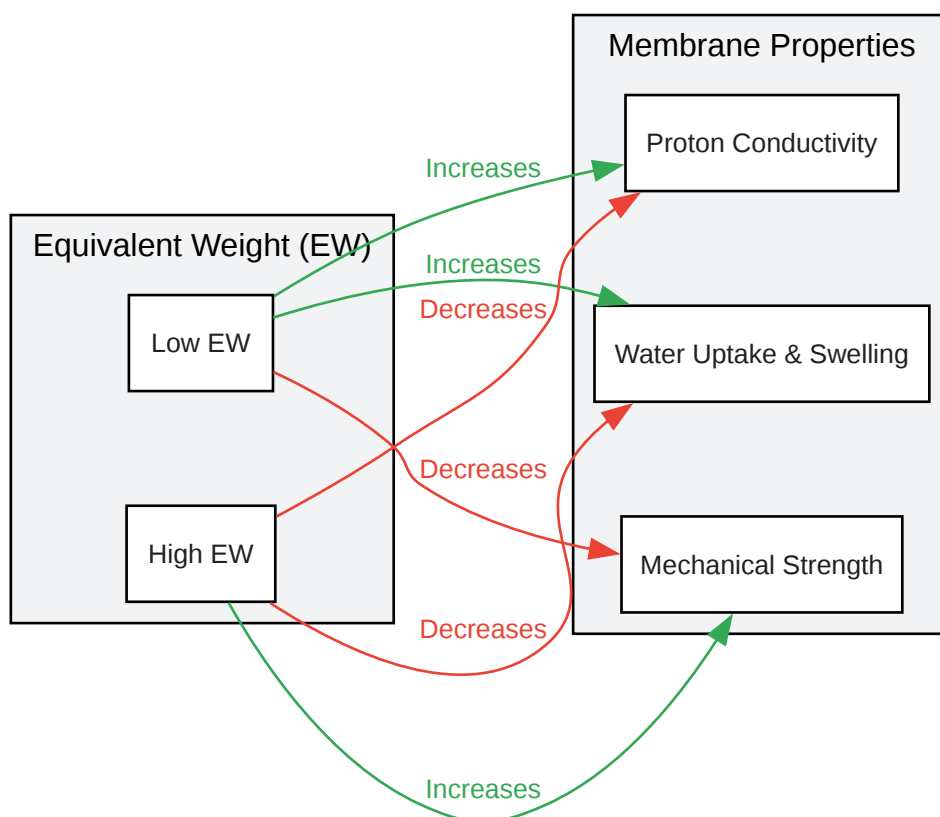 Membrane Properties
Proton Conductivity
Increases
Equivalent Weight (EW)
Increases
Decreases
Low EW
Water Uptake & Swelling
Decreases
High EW
Mechanical Strength
Decreases
Increases